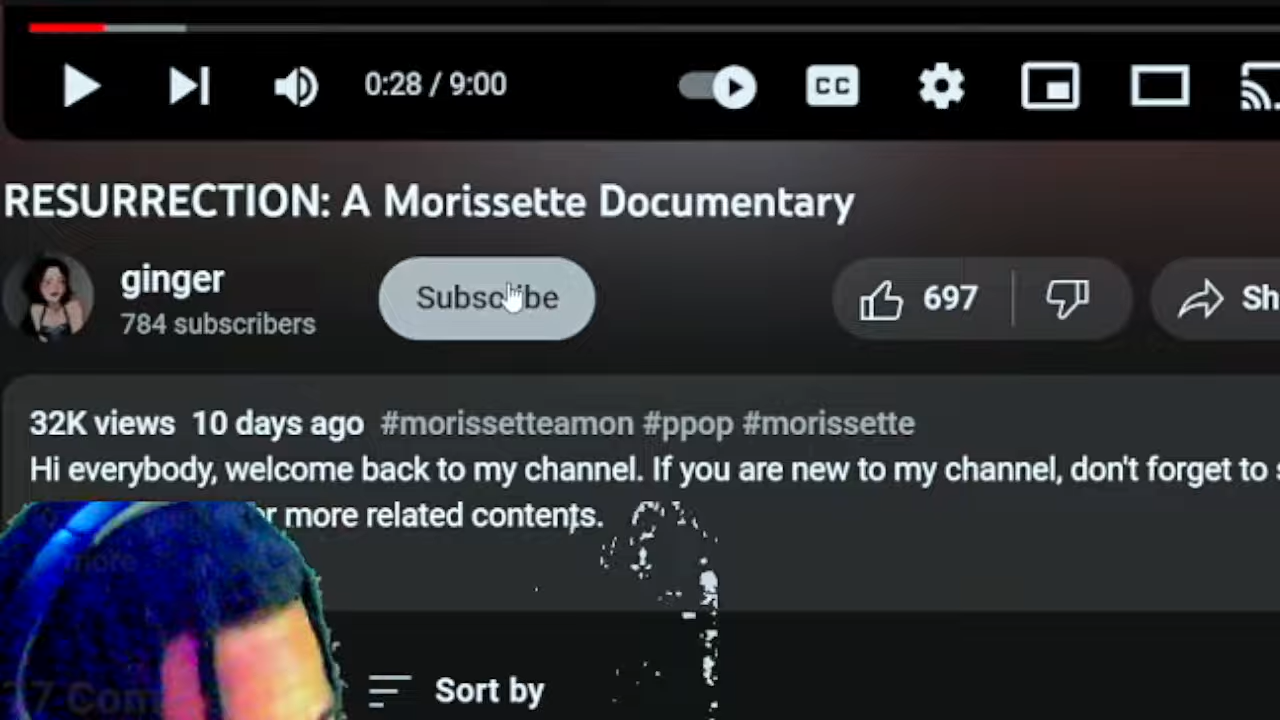 0:28 / 9:00
CC
RESURRECTION: A Morissette Documentary
ginger
784 subscribers
Subscribe
697
Sh
32K views 10 days ago #morissetteamon #ppop #morissette
Hi everybody, welcome back to my channel. If you are new to my channel, don't forget to s
more related contents.
more
Sort by